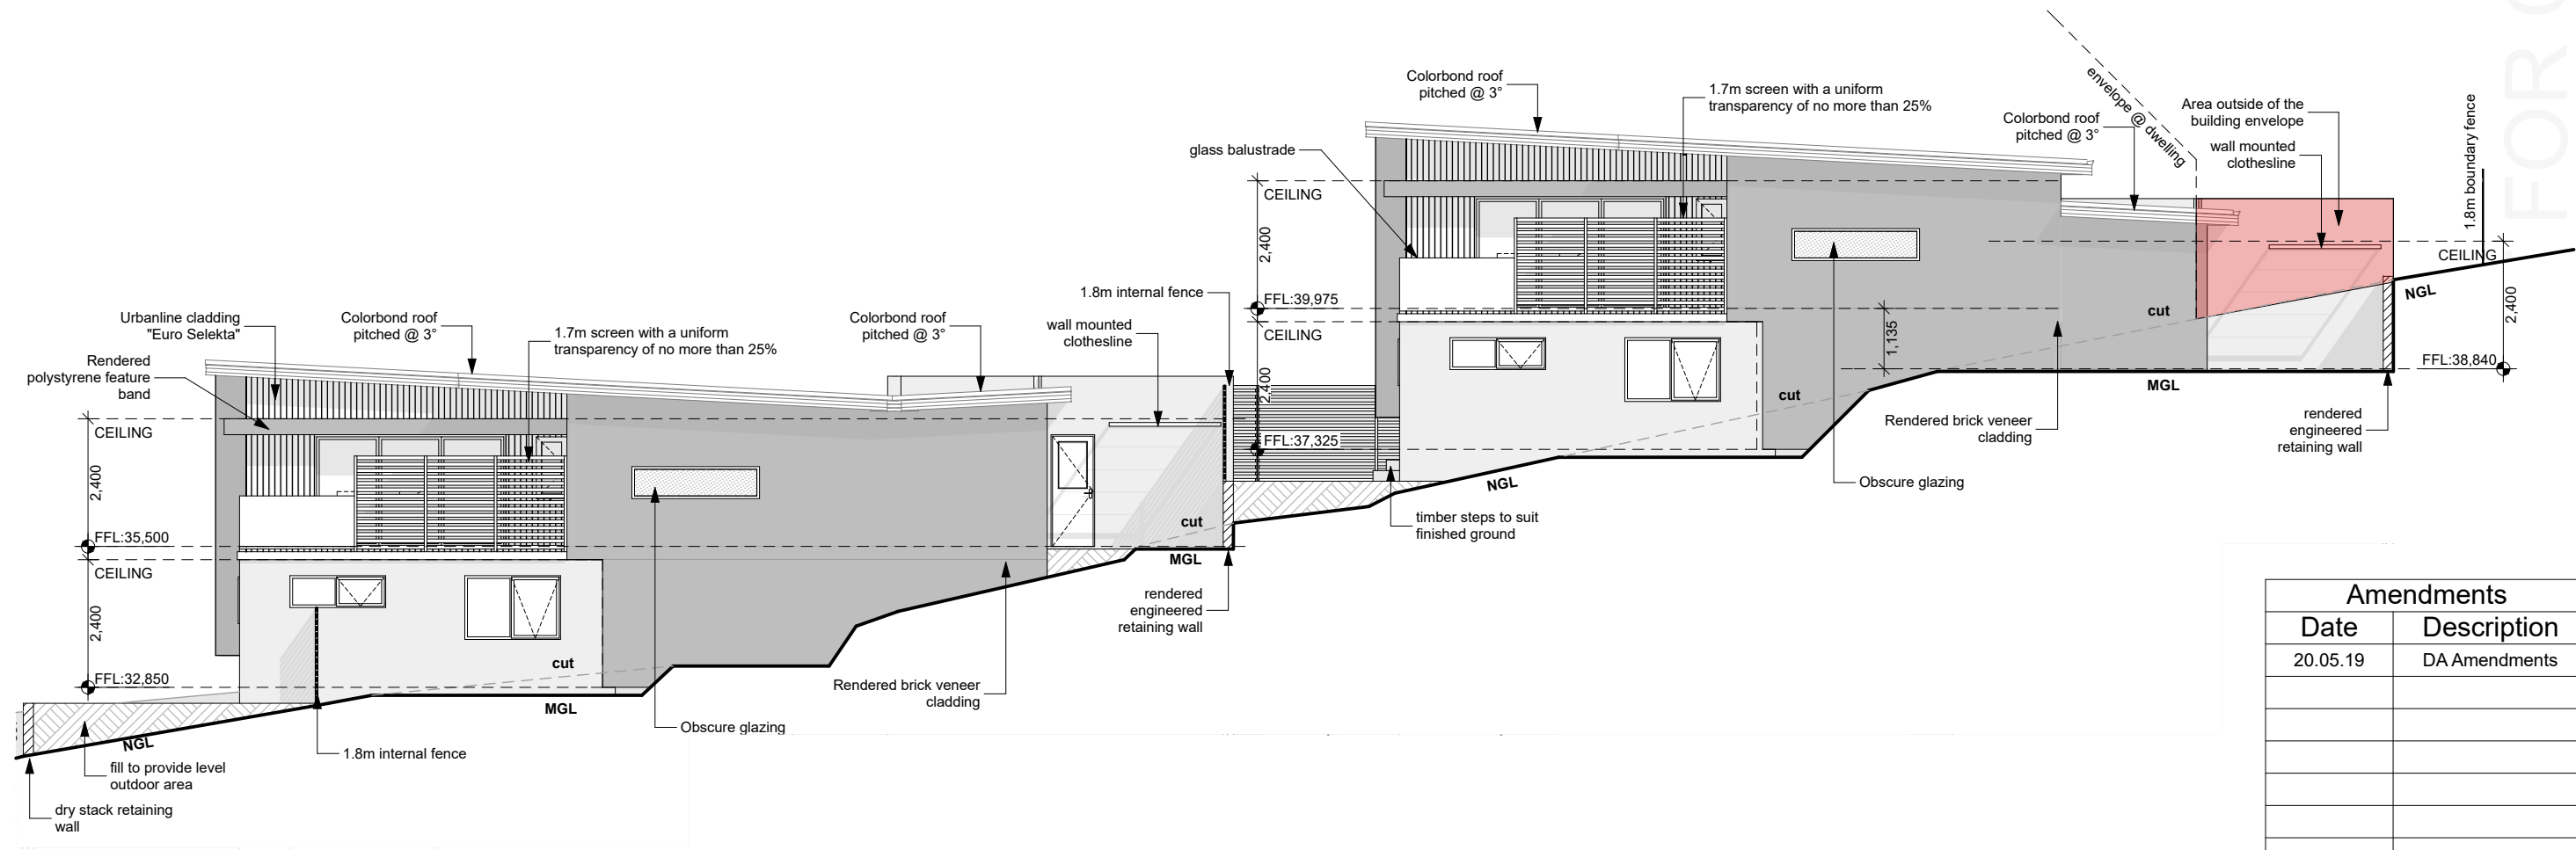 FOR
Colorbond roof
pitched @ 3°
1.7m screen with a uniform
transparency of no more than 25%
envelope @ dwelling
Area outside of the
building envelope
Colorbond roof
pitched @ 3°
wall mounted
clothesline
1.8m boundary fence
glass balustrade
CEILING
2,400
FFL:39,975
CEILING
2,400
FFL:37,325
1,135
cut
cut
CEILING
NGL
2,400
FFL:38,840
MGL
Rendered brick veneer
cladding
rendered
engineered
retaining wall
Obscure glazing
NGL
timber steps to suit
finished ground
1.8m internal fence
wall mounted
clothesline
Urbanline cladding
"Euro Selekta"
Colorbond roof
pitched @ 3°
1.7m screen with a uniform
transparency of no more than 25%
Colorbond roof
pitched @ 3°
Rendered
polystyrene feature
band
CEILING
2,400
FFL:35,500
CEILING
2,400
FFL:32,850
cut
MGL
rendered
engineered
retaining wall
cut
MGL
Rendered brick veneer
cladding
Obscure glazing
NGL
1.8m internal fence
fill to provide level
outdoor area
dry stack retaining
wall
Amendments
Date Description
20.05.19 DA Amendments